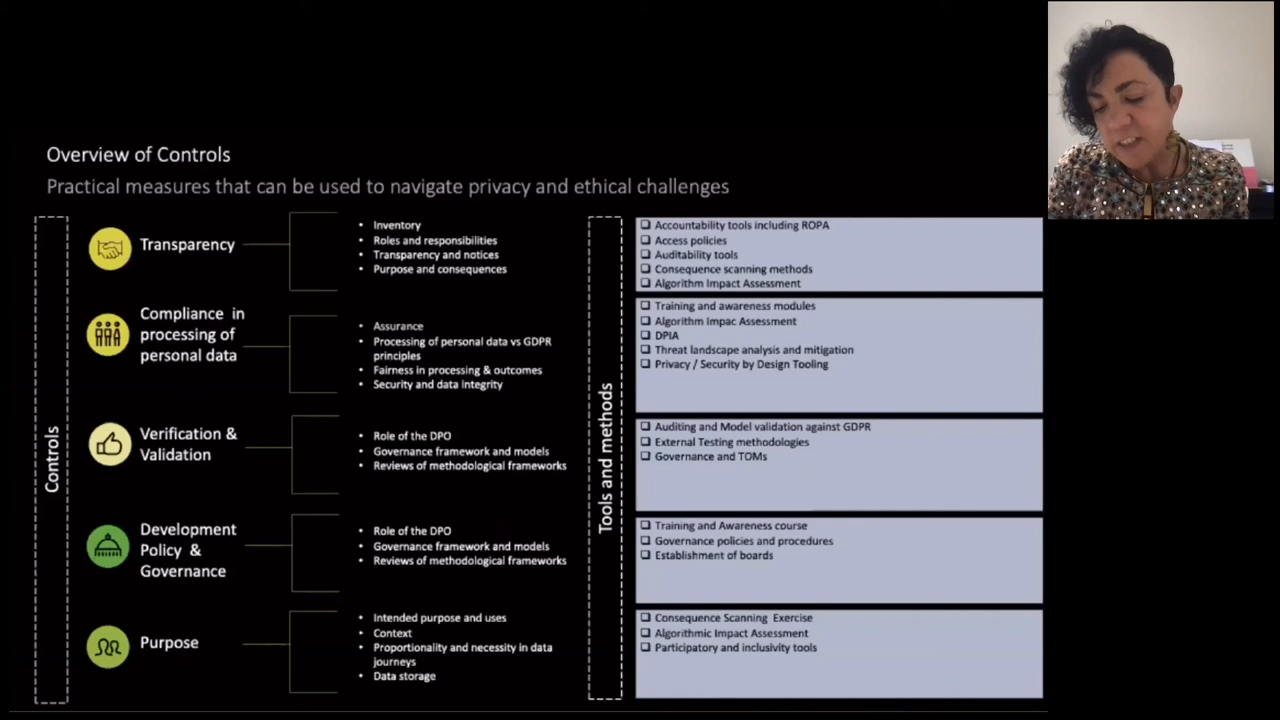 Overview of Controls
Practical measures that can be used to navigate privacy and ethical challenges
Controls
Transparency
• Inventory
• Roles and responsibilities
• Transparency and notices
• Purpose and consequences
Compliance in
processing of
personal data
• Assurance
• Processing of personal data vs GDPR
principles
• Fairness in processing & outcomes
• Security and data integrity
Verification &
Validation
• Role of the DPO
• Governance framework and models
• Reviews of methodological frameworks
Development
Policy &
Governance
• Role of the DPO
• Governance framework and models
• Reviews of methodological frameworks
Purpose
• Intended purpose and uses
• Context
• Proportionality and necessity in data
journeys
• Data storage
Tools and methods
❑ Accountability tools including ROPA
❑ Access policies
❑ Auditability tools
❑ Consequence scanning methods
❑ Algorithm Impact Assessment
❑ Training and awareness modules
❑ Algorithm Impac Assessment
❑ DPIA
❑ Threat landscape analysis and mitigation
❑ Privacy / Security by Design Tooling
❑ Auditing and Model validation against GDPR
❑ External Testing methodologies
❑ Governance and TOMs
❑ Training and Awareness course
❑ Governance policies and procedures
❑ Establishment of boards
❑ Consequence Scanning Exercise
❑ Algorithmic Impact Assessment
❑ Participatory and inclusivity tools